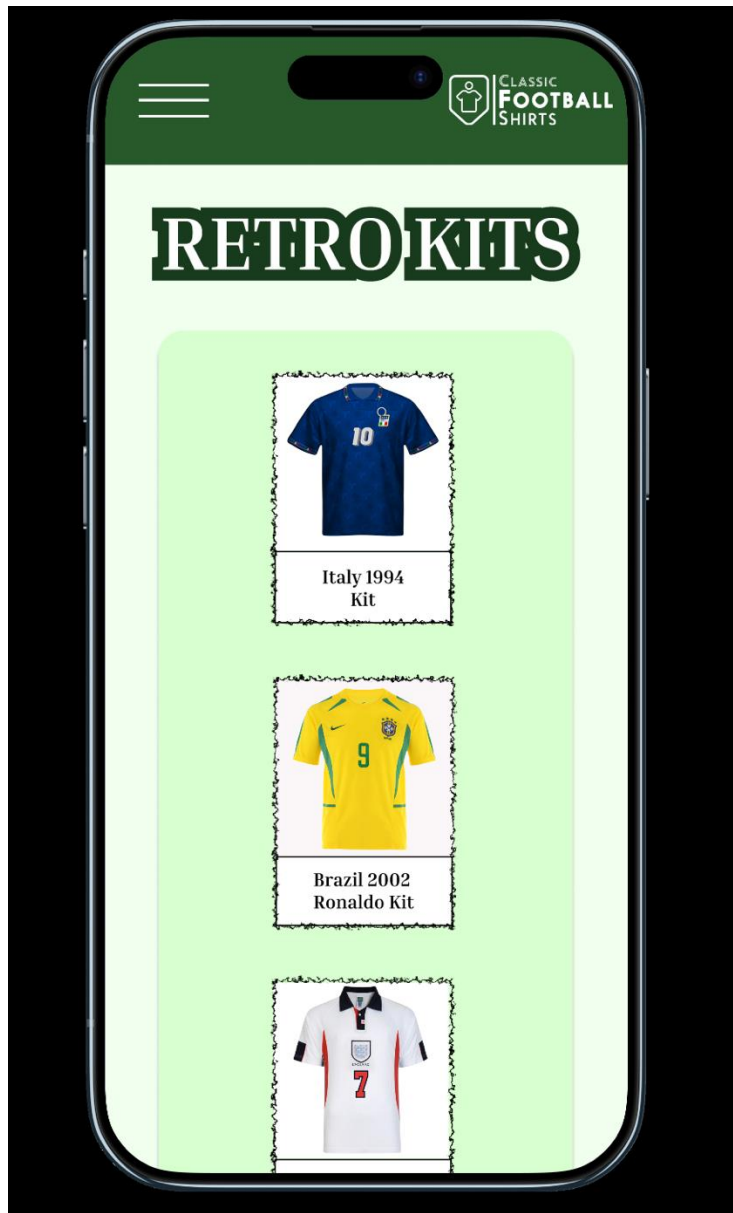 CLASSIC
FOOTBALL
SHIRTS
RETRO KITS
10
Italy 1994
Kit
9
Brazil 2002
Ronaldo Kit
7